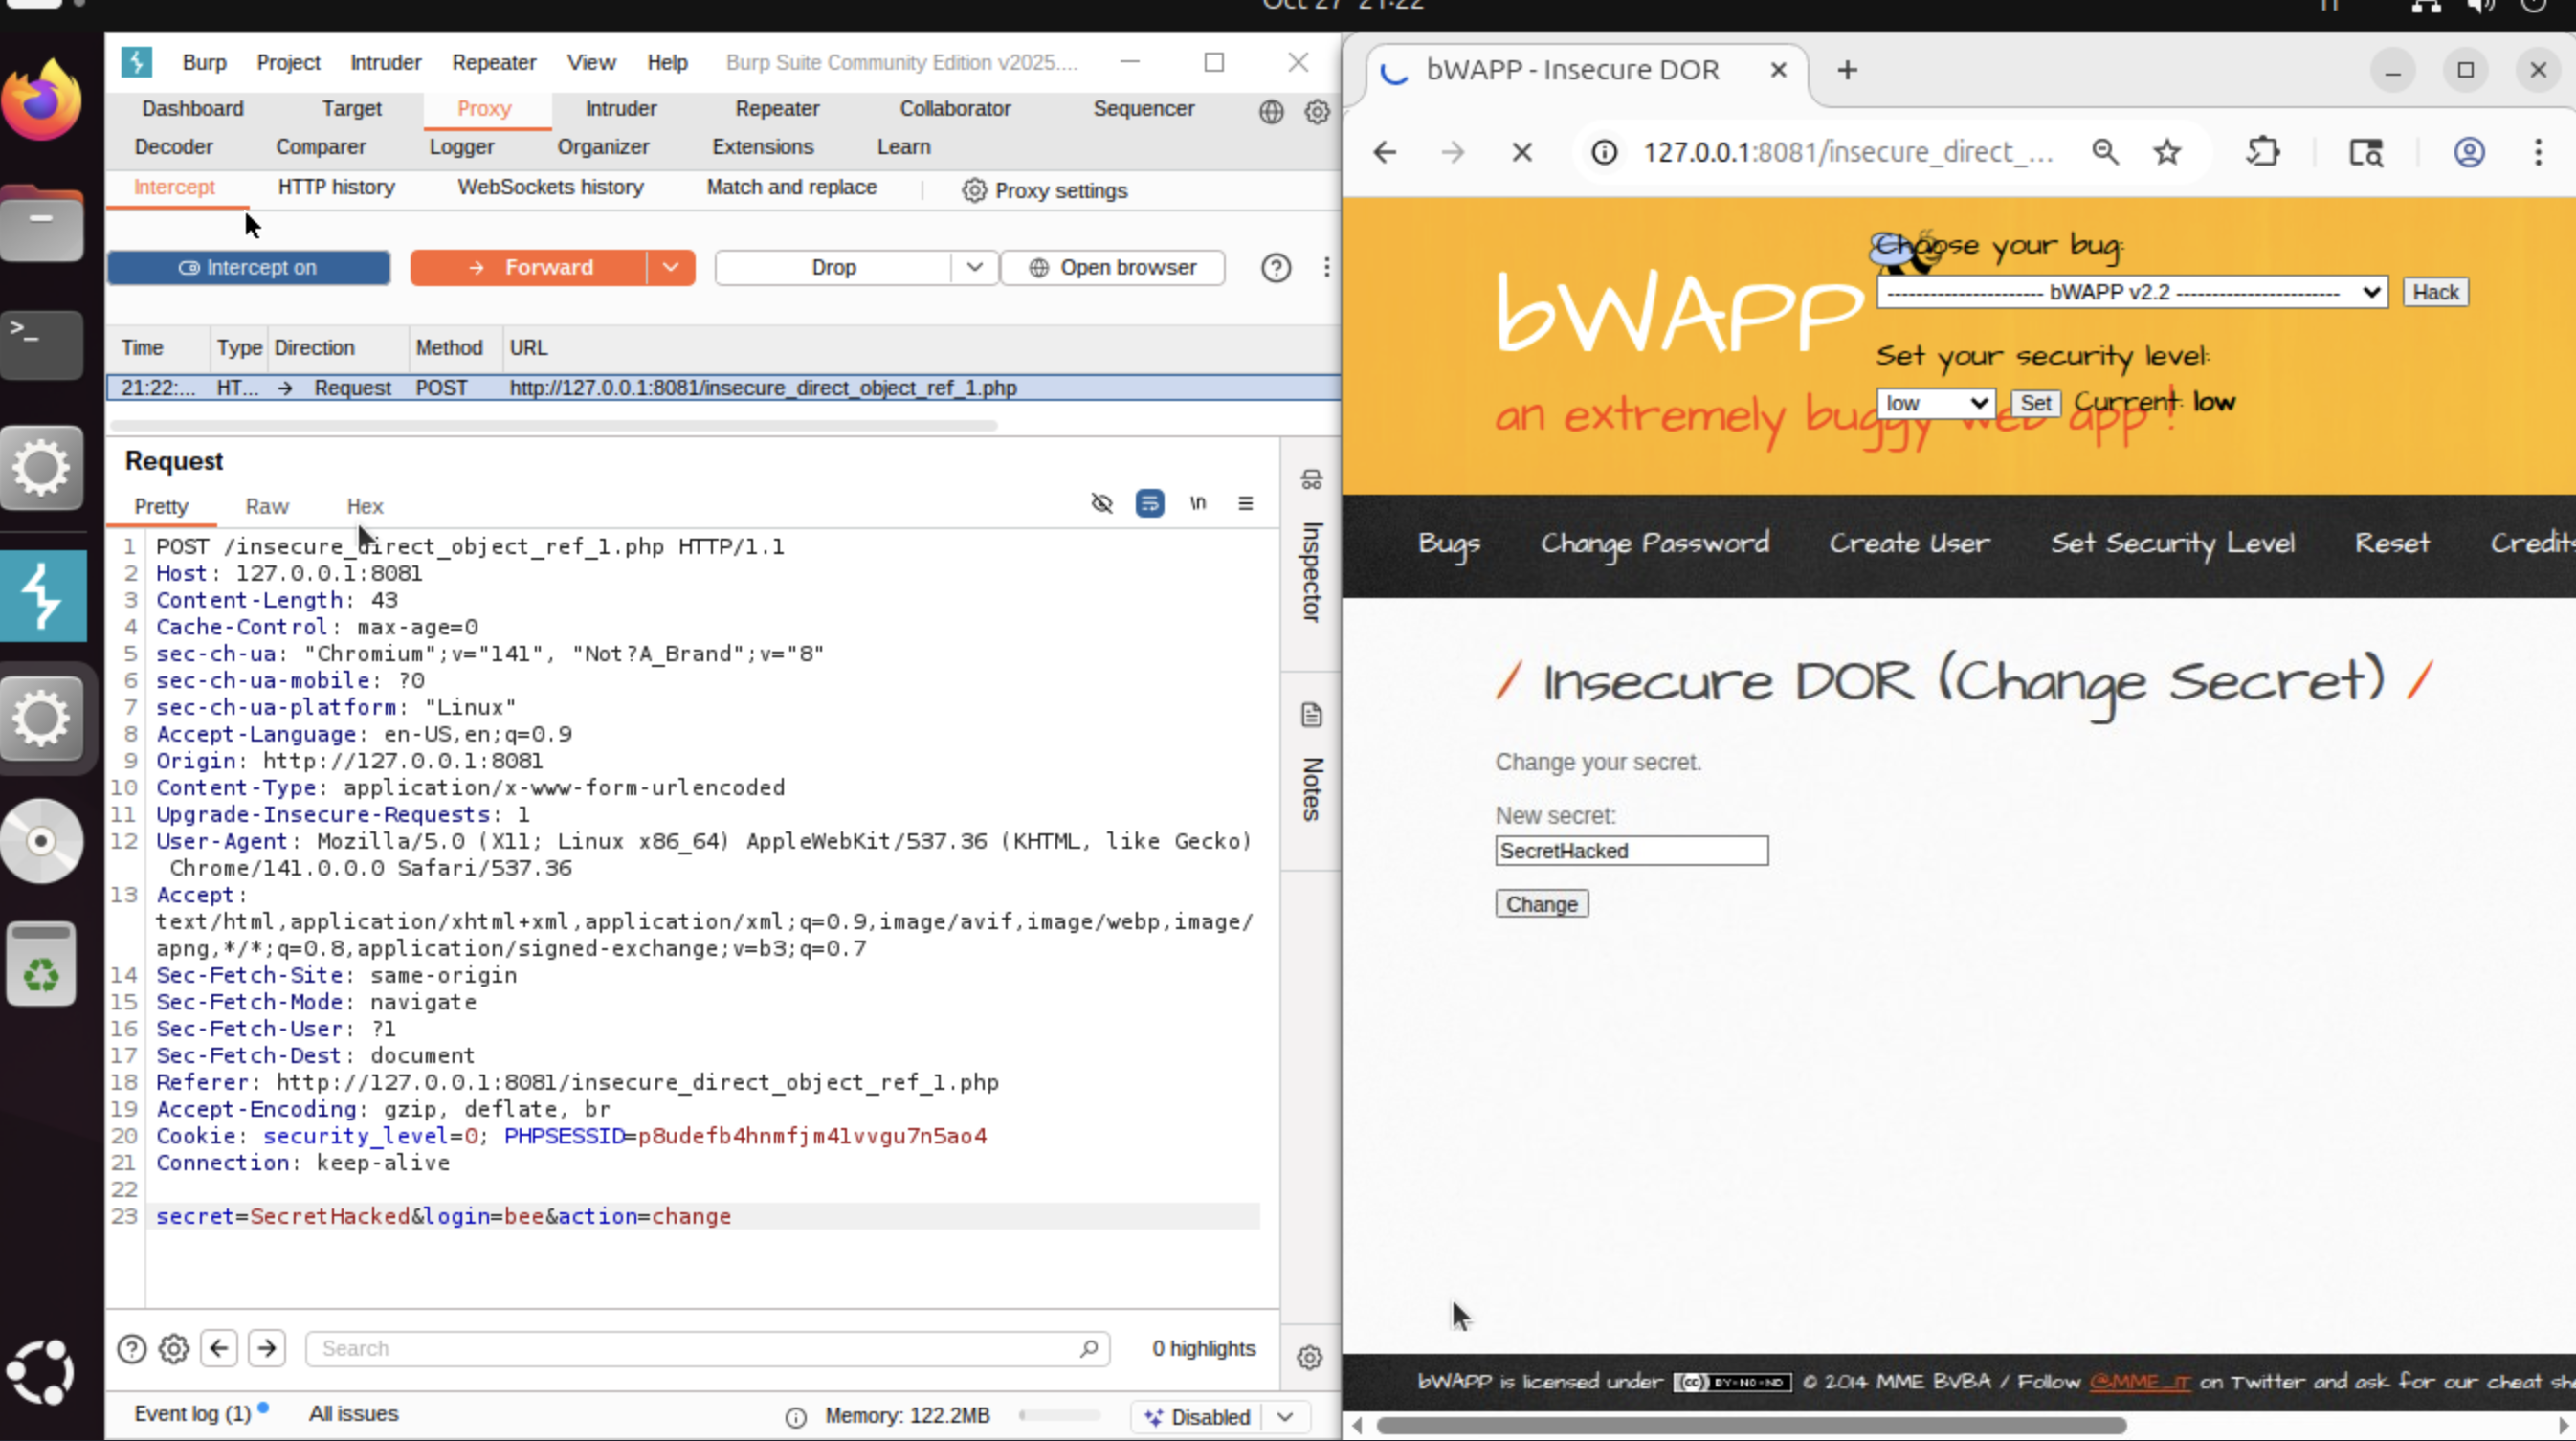 Oct 27 21:22
Burp Project Intruder Repeater View Help Burp Suite Community Edition v2025....
Dashboard Target Proxy Intruder Repeater Collaborator Sequencer
Decoder Comparer Logger Organizer Extensions Learn
Intercept HTTP history WebSockets history Match and replace Proxy settings
Intercept on Forward Drop Open browser
Time Type Direction Method URL
21:22:... HT... → Request POST http://127.0.0.1:8081/insecure_direct_object_ref_1.php
Request
Pretty Raw Hex \n
Inspector
Notes
1 POST /insecure_direct_object_ref_1.php HTTP/1.1
2 Host: 127.0.0.1:8081
3 Content-Length: 43
4 Cache-Control: max-age=0
5 sec-ch-ua: "Chromium";v="141", "Not?A_Brand";v="8"
6 sec-ch-ua-mobile: ?0
7 sec-ch-ua-platform: "Linux"
8 Accept-Language: en-US,en;q=0.9
9 Origin: http://127.0.0.1:8081
10 Content-Type: application/x-www-form-urlencoded
11 Upgrade-Insecure-Requests: 1
12 User-Agent: Mozilla/5.0 (X11; Linux x86_64) AppleWebKit/537.36 (KHTML, like Gecko)
Chrome/141.0.0.0 Safari/537.36
13 Accept:
text/html,application/xhtml+xml,application/xml;q=0.9,image/avif,image/webp,image/
apng,*/*;q=0.8,application/signed-exchange;v=b3;q=0.7
14 Sec-Fetch-Site: same-origin
15 Sec-Fetch-Mode: navigate
16 Sec-Fetch-User: ?1
17 Sec-Fetch-Dest: document
18 Referer: http://127.0.0.1:8081/insecure_direct_object_ref_1.php
19 Accept-Encoding: gzip, deflate, br
20 Cookie: security_level=0; PHPSESSID=p8udefb4hnmfjm41vvgu7n5ao4
21 Connection: keep-alive
22
23 secret=SecretHacked&login=bee&action=change
Search 0 highlights
Event log (1) All issues Memory: 122.2MB Disabled
bWAPP - Insecure DOR
127.0.0.1:8081/insecure_direct_...
Choose your bug:
---------------------- bWAPP v2.2 ----------------------- Hack
bWAPP
Set your security level:
low Set Current: low
an extremely buggy web app !
Bugs Change Password Create User Set Security Level Reset Credits
/ Insecure DOR (Change Secret) /
Change your secret.
New secret:
SecretHacked
Change
bWAPP is licensed under (cc) BY-NC-ND © 2014 MME BVBA / Follow @MME_IT on Twitter and ask for our cheat